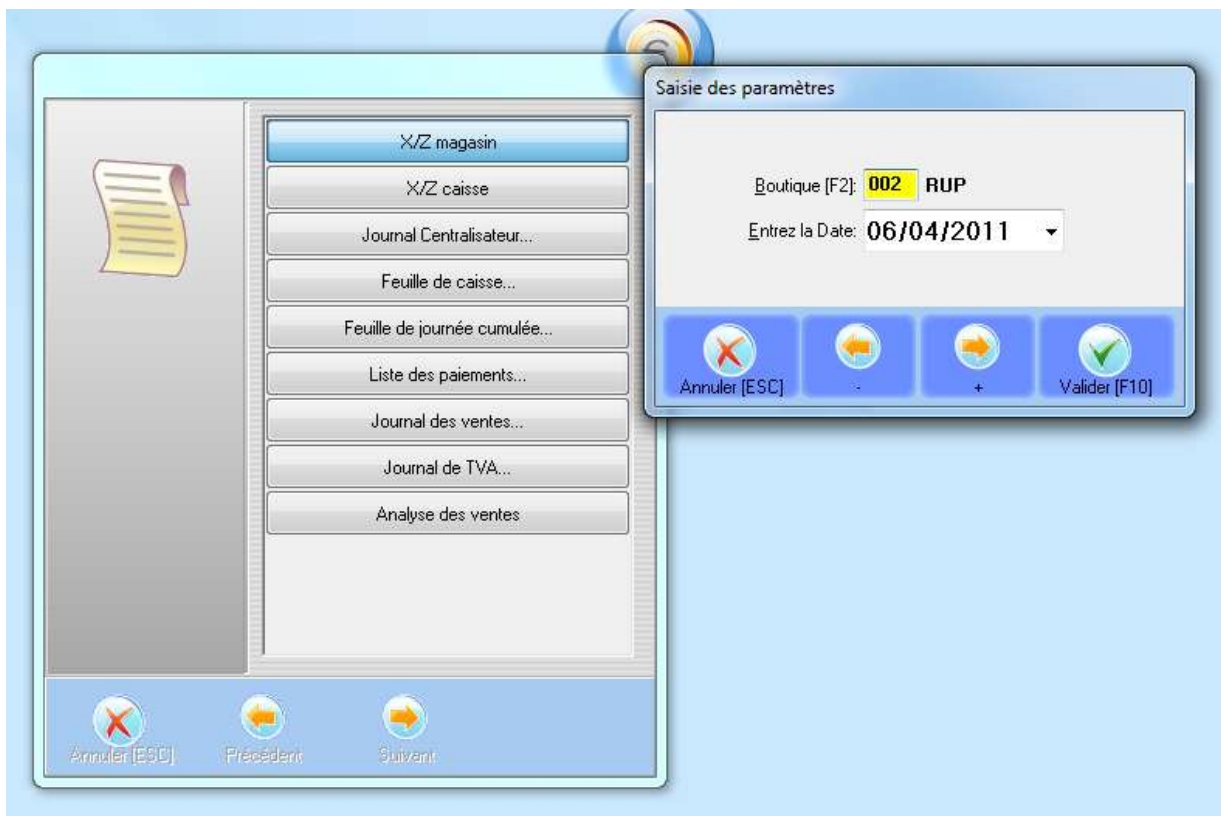 X/Z magasin
X/Z caisse
Journal Centralisateur...
Feuille de caisse...
Feuille de journée cumulée...
Liste des paiements...
Journal des ventes...
Journal de TVA...
Analyse des ventes
Annuler [ESC] Précédent Suivant
Saisie des paramètres
Boutique [F2]: 002 RUP
Entrez la Date: 06/04/2011
Annuler [ESC] - + Valider [F10]